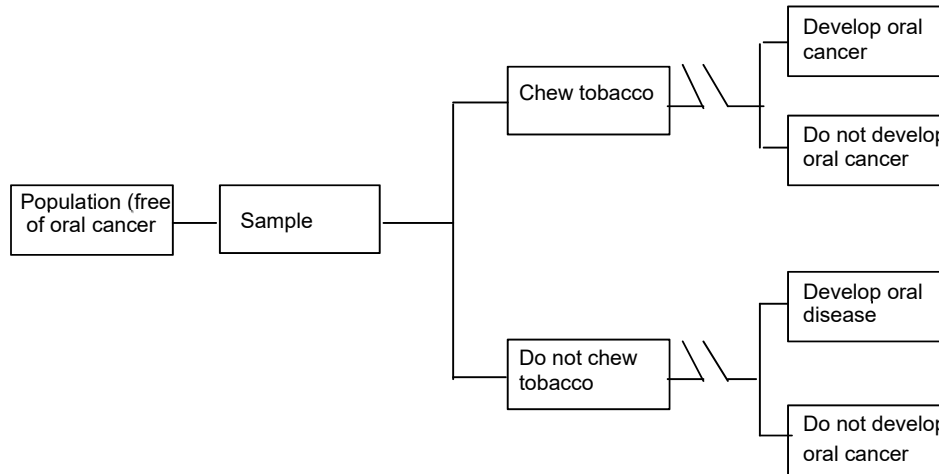 Population (free
of oral cancer
Sample
Chew tobacco
Do not chew
tobacco
Develop oral
cancer
Do not develop
oral cancer
Develop oral
disease
Do not develop
oral cancer